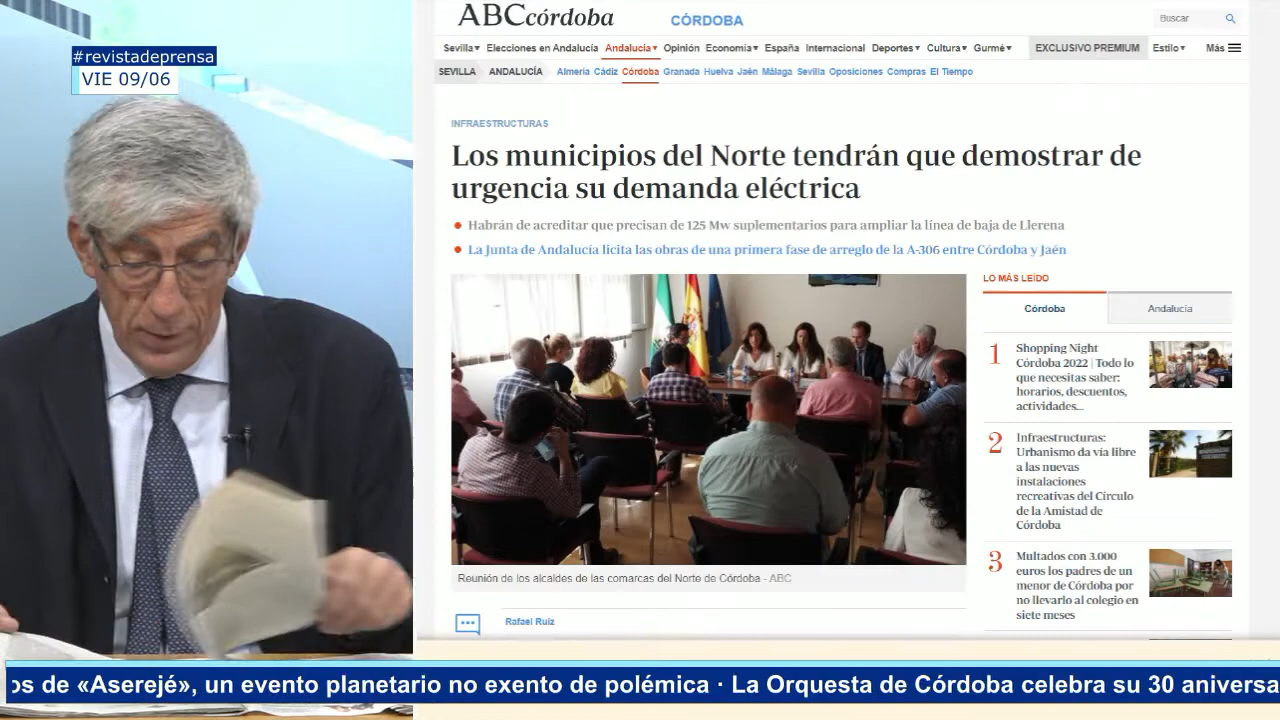 #revistadeprensa
VIE 09/06
ABCcórdoba
CÓRDOBA
Buscar
Sevilla Elecciones en Andalucía Andalucía Opinión Economía España Internacional Deportes Cultura Gurmé EXCLUSIVO PREMIUM Estilo Más
SEVILLA ANDALUCÍA Almería Cádiz Córdoba Granada Huelva Jaén Málaga Sevilla Oposiciones Compras El Tiempo
INFRAESTRUCTURAS
Los municipios del Norte tendrán que demostrar de
urgencia su demanda eléctrica
Habrán de acreditar que precisan de 125 Mw suplementarios para ampliar la línea de baja de Llerena
La Junta de Andalucía licita las obras de una primera fase de arreglo de la A-306 entre Córdoba y Jaén
LO MÁS LEÍDO
Córdoba
Andalucía
1
Shopping Night
Córdoba 2022 | Todo lo
que necesitas saber:
horarios, descuentos,
actividades...
2
Infraestructuras:
Urbanismo da vía libre
a las nuevas
instalaciones
recreativas del Círculo
de la Amistad de
Córdoba
3
Multados con 3.000
euros los padres de un
menor de Córdoba por
no llevarlo al colegio en
siete meses
Reunión de los alcaldes de las comarcas del Norte de Córdoba - ABC
Rafael Ruiz
os de «Aserejé», un evento planetario no exento de polémica · La Orquesta de Córdoba celebra su 30 aniversa